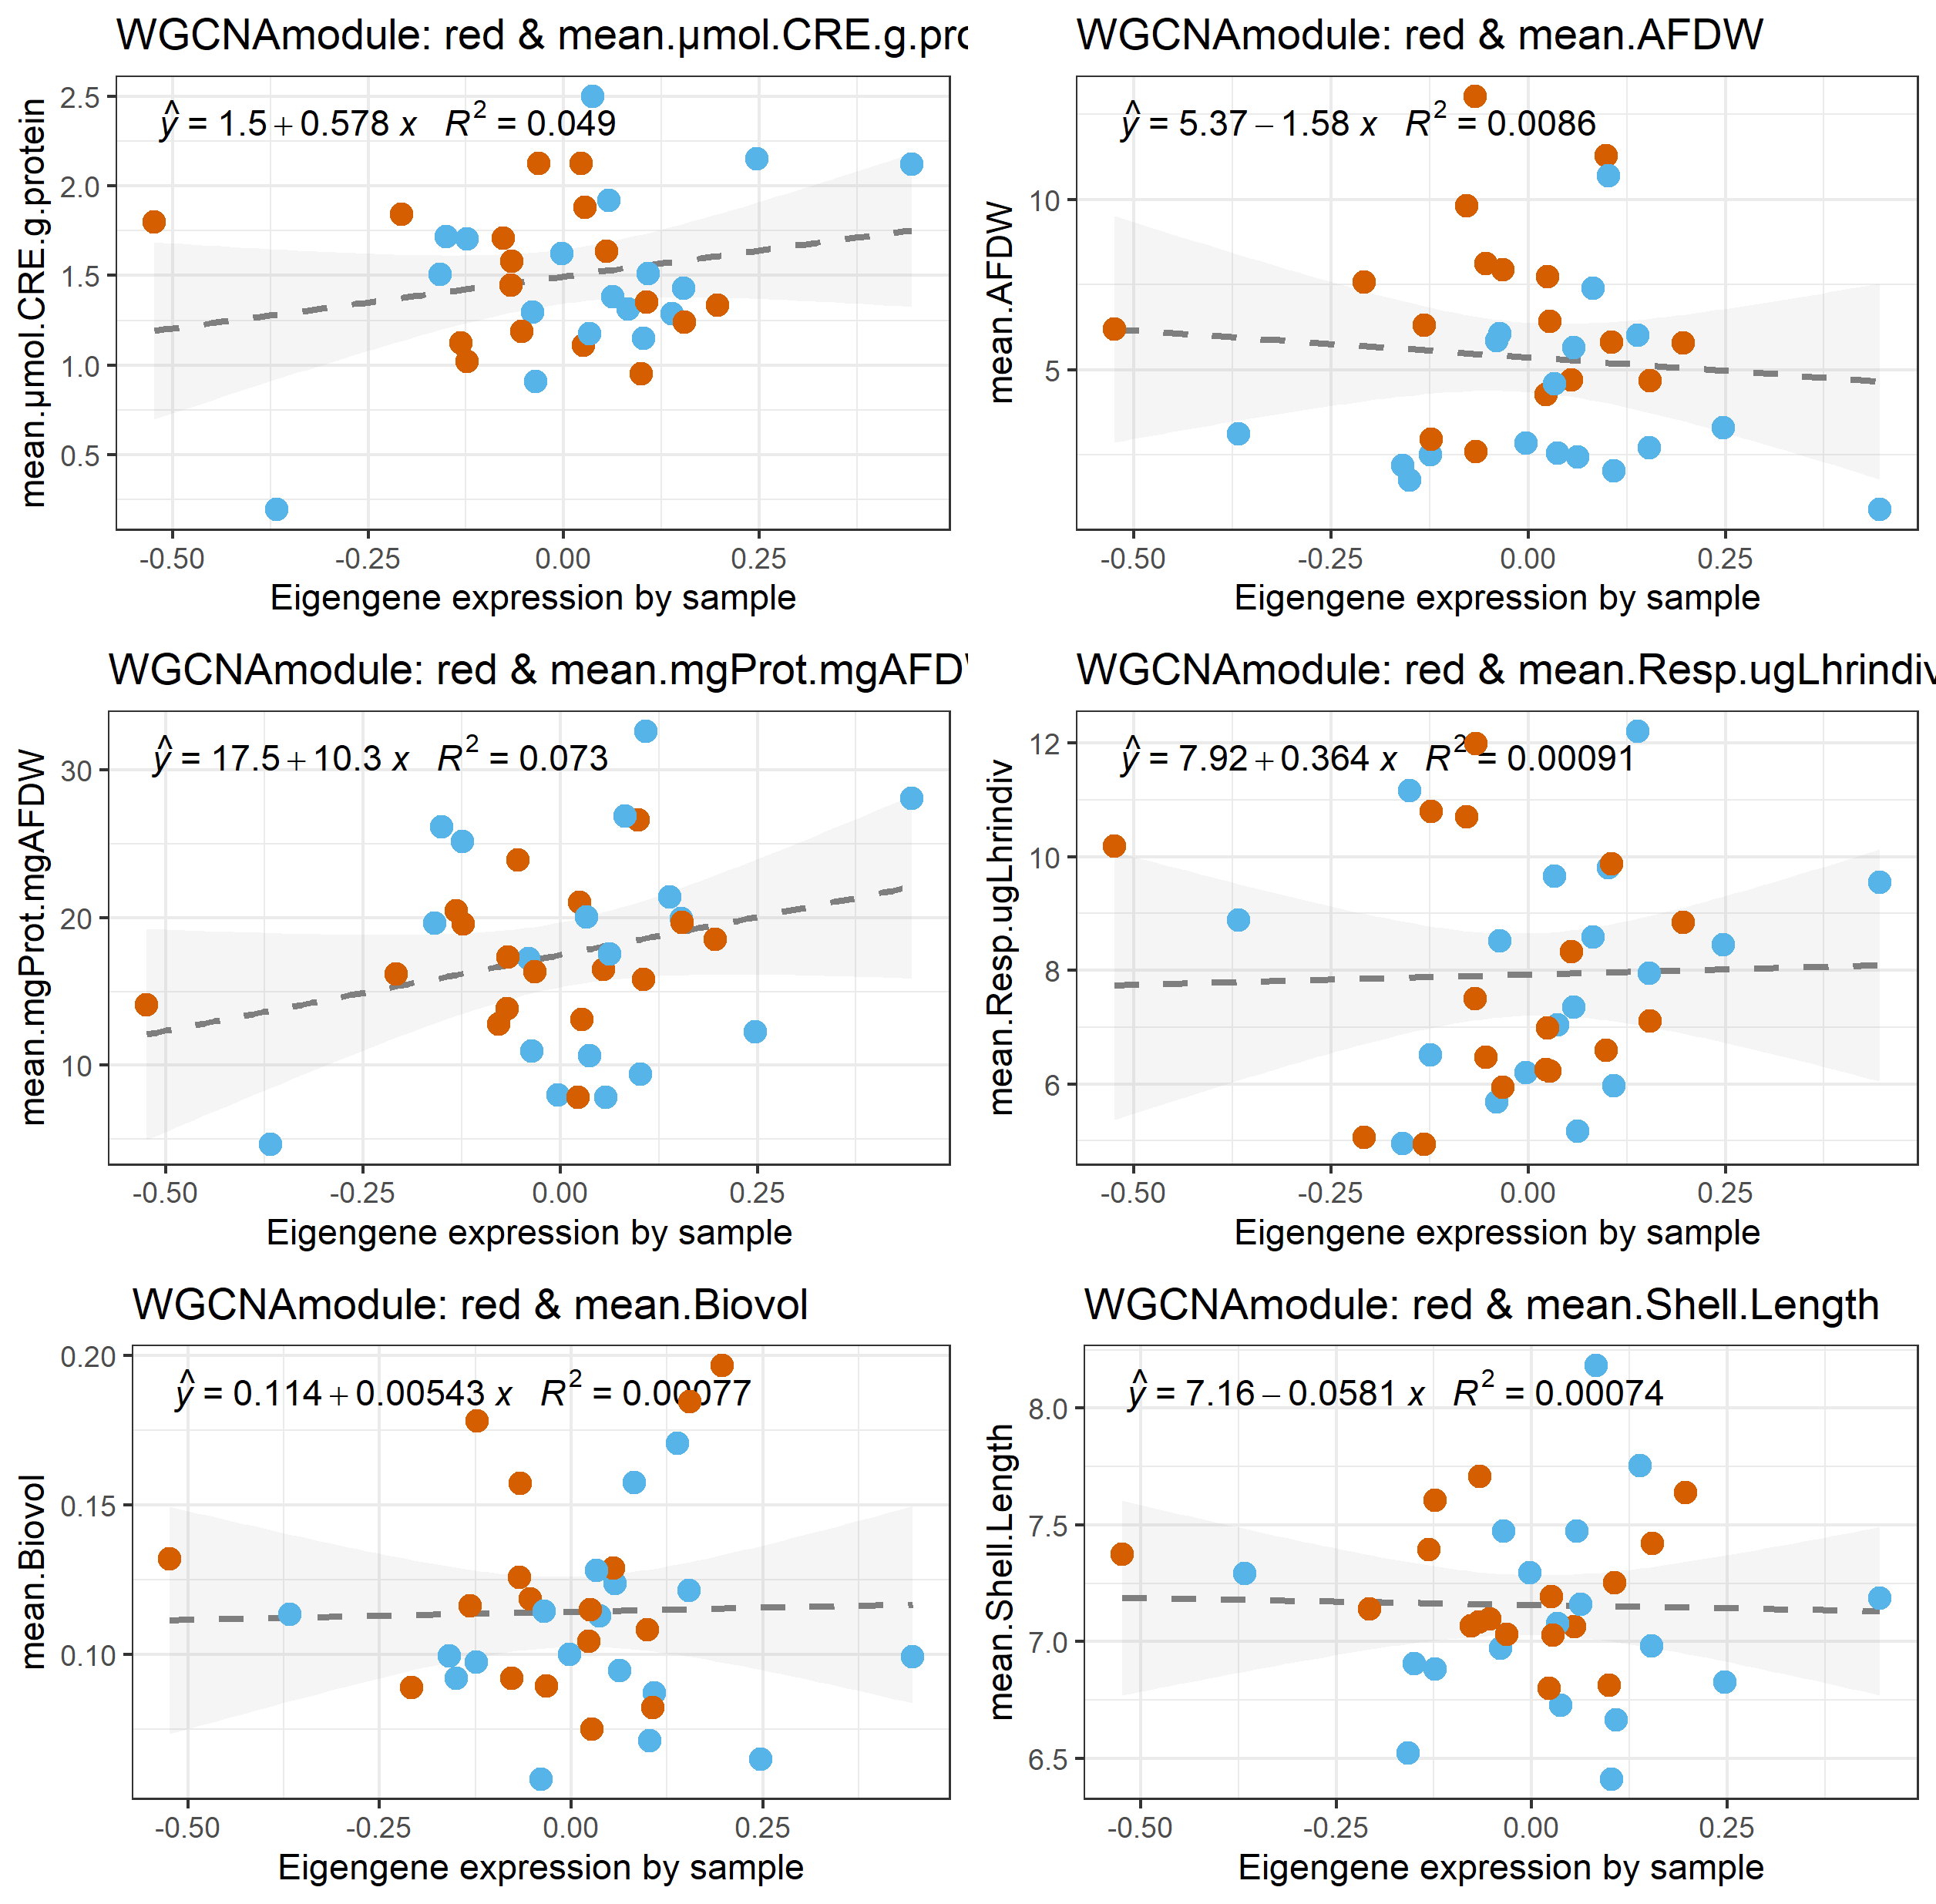 WGCNAmodule: red & mean.µmol.CRE.g.pro
mean.µmol.CRE.g.protein
ŷ = 1.5 + 0.578 x R² = 0.049
2.5
2.0
1.5
1.0
0.5
-0.50 -0.25 0.00 0.25
Eigengene expression by sample
WGCNAmodule: red & mean.AFDW
mean.AFDW
ŷ = 5.37 − 1.58 x R² = 0.0086
10
5
-0.50 -0.25 0.00 0.25
Eigengene expression by sample
WGCNAmodule: red & mean.mgProt.mgAFDW
mean.mgProt.mgAFDW
ŷ = 17.5 + 10.3 x R² = 0.073
30
20
10
-0.50 -0.25 0.00 0.25
Eigengene expression by sample
WGCNAmodule: red & mean.Resp.ugLhrindiv
mean.Resp.ugLhrindiv
ŷ = 7.92 + 0.364 x R² = 0.00091
12
10
8
6
-0.50 -0.25 0.00 0.25
Eigengene expression by sample
WGCNAmodule: red & mean.Biovol
mean.Biovol
ŷ = 0.114 + 0.00543 x R² = 0.00077
0.20
0.15
0.10
-0.50 -0.25 0.00 0.25
Eigengene expression by sample
WGCNAmodule: red & mean.Shell.Length
mean.Shell.Length
ŷ = 7.16 − 0.0581 x R² = 0.00074
8.0
7.5
7.0
6.5
-0.50 -0.25 0.00 0.25
Eigengene expression by sample